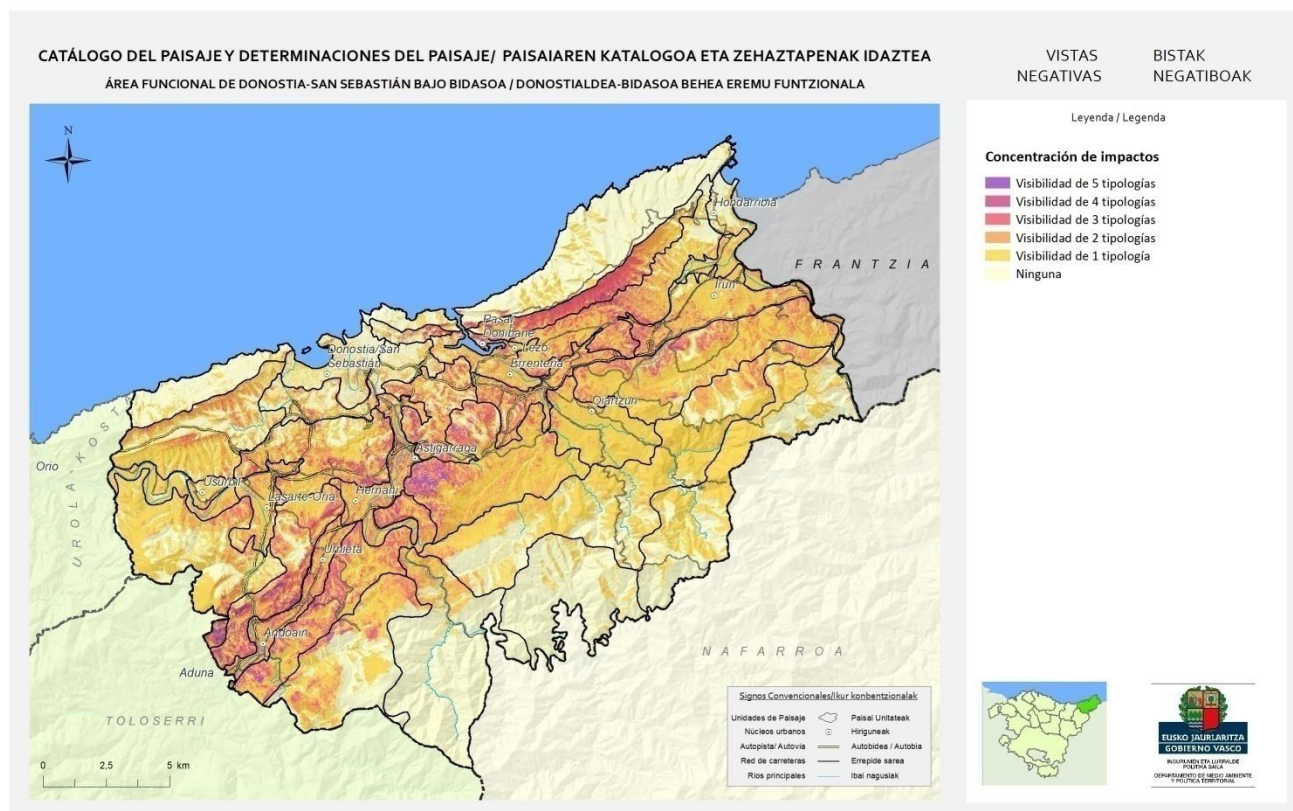 CATÁLOGO DEL PAISAJE Y DETERMINACIONES DEL PAISAJE/ PAISAIAREN KATALOGOA ETA ZEHAZTAPENAK IDAZTEA
ÁREA FUNCIONAL DE DONOSTIA-SAN SEBASTIÁN BAJO BIDASOA / DONOSTIALDEA-BIDASOA BEHEA EREMU FUNTZIONALA
VISTAS NEGATIVAS
BISTAK NEGATIBOAK
Leyenda / Legenda
Concentración de impactos
Visibilidad de 5 tipologías
Visibilidad de 4 tipologías
Visibilidad de 3 tipologías
Visibilidad de 2 tipologías
Visibilidad de 1 tipología
Ninguna
N
Hondarribia
FRANTZIA
Irun
Pasai
Donibane
Lezo
Errenteria
Donostia/San
Sebastián
Oiartzun
Astigarraga
Orio
UROLA-KOSTA
Usurbil
Lasarte-Oria
Hernani
Urnieta
Andoain
Aduna
NAFARROA
TOLOSERRI
0 2,5 5 km
Signos Convencionales/Ikur konbentzionalak
Unidades de Paisaje Paisai Unitateak
Núcleos urbanos Hiriguneak
Autopista/ Autovía Autobidea / Autobia
Red de carreteras Errepide sarea
Ríos principales Ibai nagusiak
EUSKO JAURLARITZA
GOBIERNO VASCO
INGURUMEN ETA LURRALDE
POLITIKA SAILA
DEPARTAMENTO DE MEDIO AMBIENTE
Y POLÍTICA TERRITORIAL